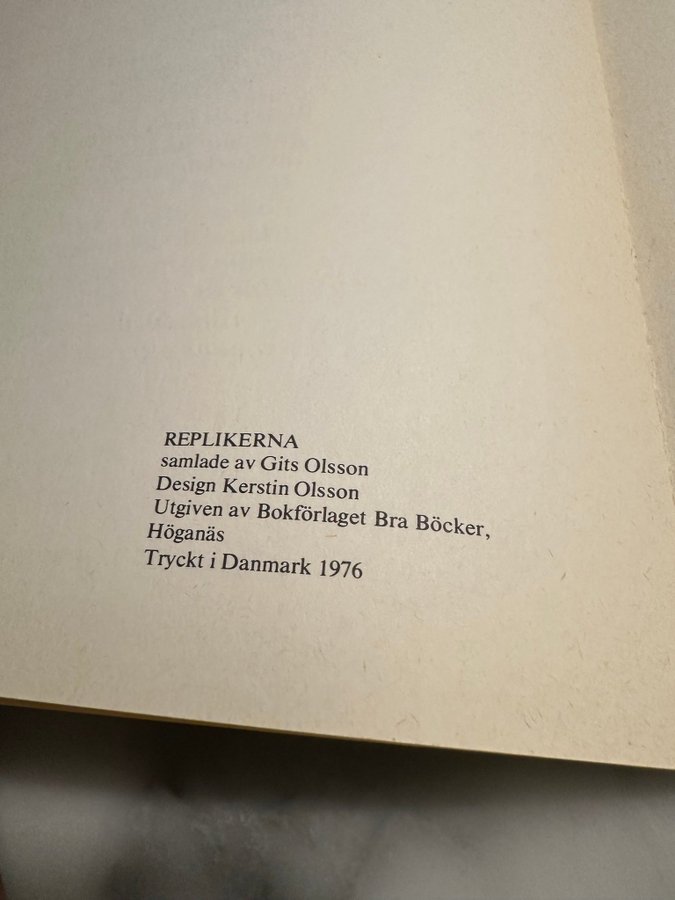 REPLIKERNA
samlade av Gits Olsson
Design Kerstin Olsson
Utgiven av Bokförlaget Bra Böcker,
Höganäs
Tryckt i Danmark 1976